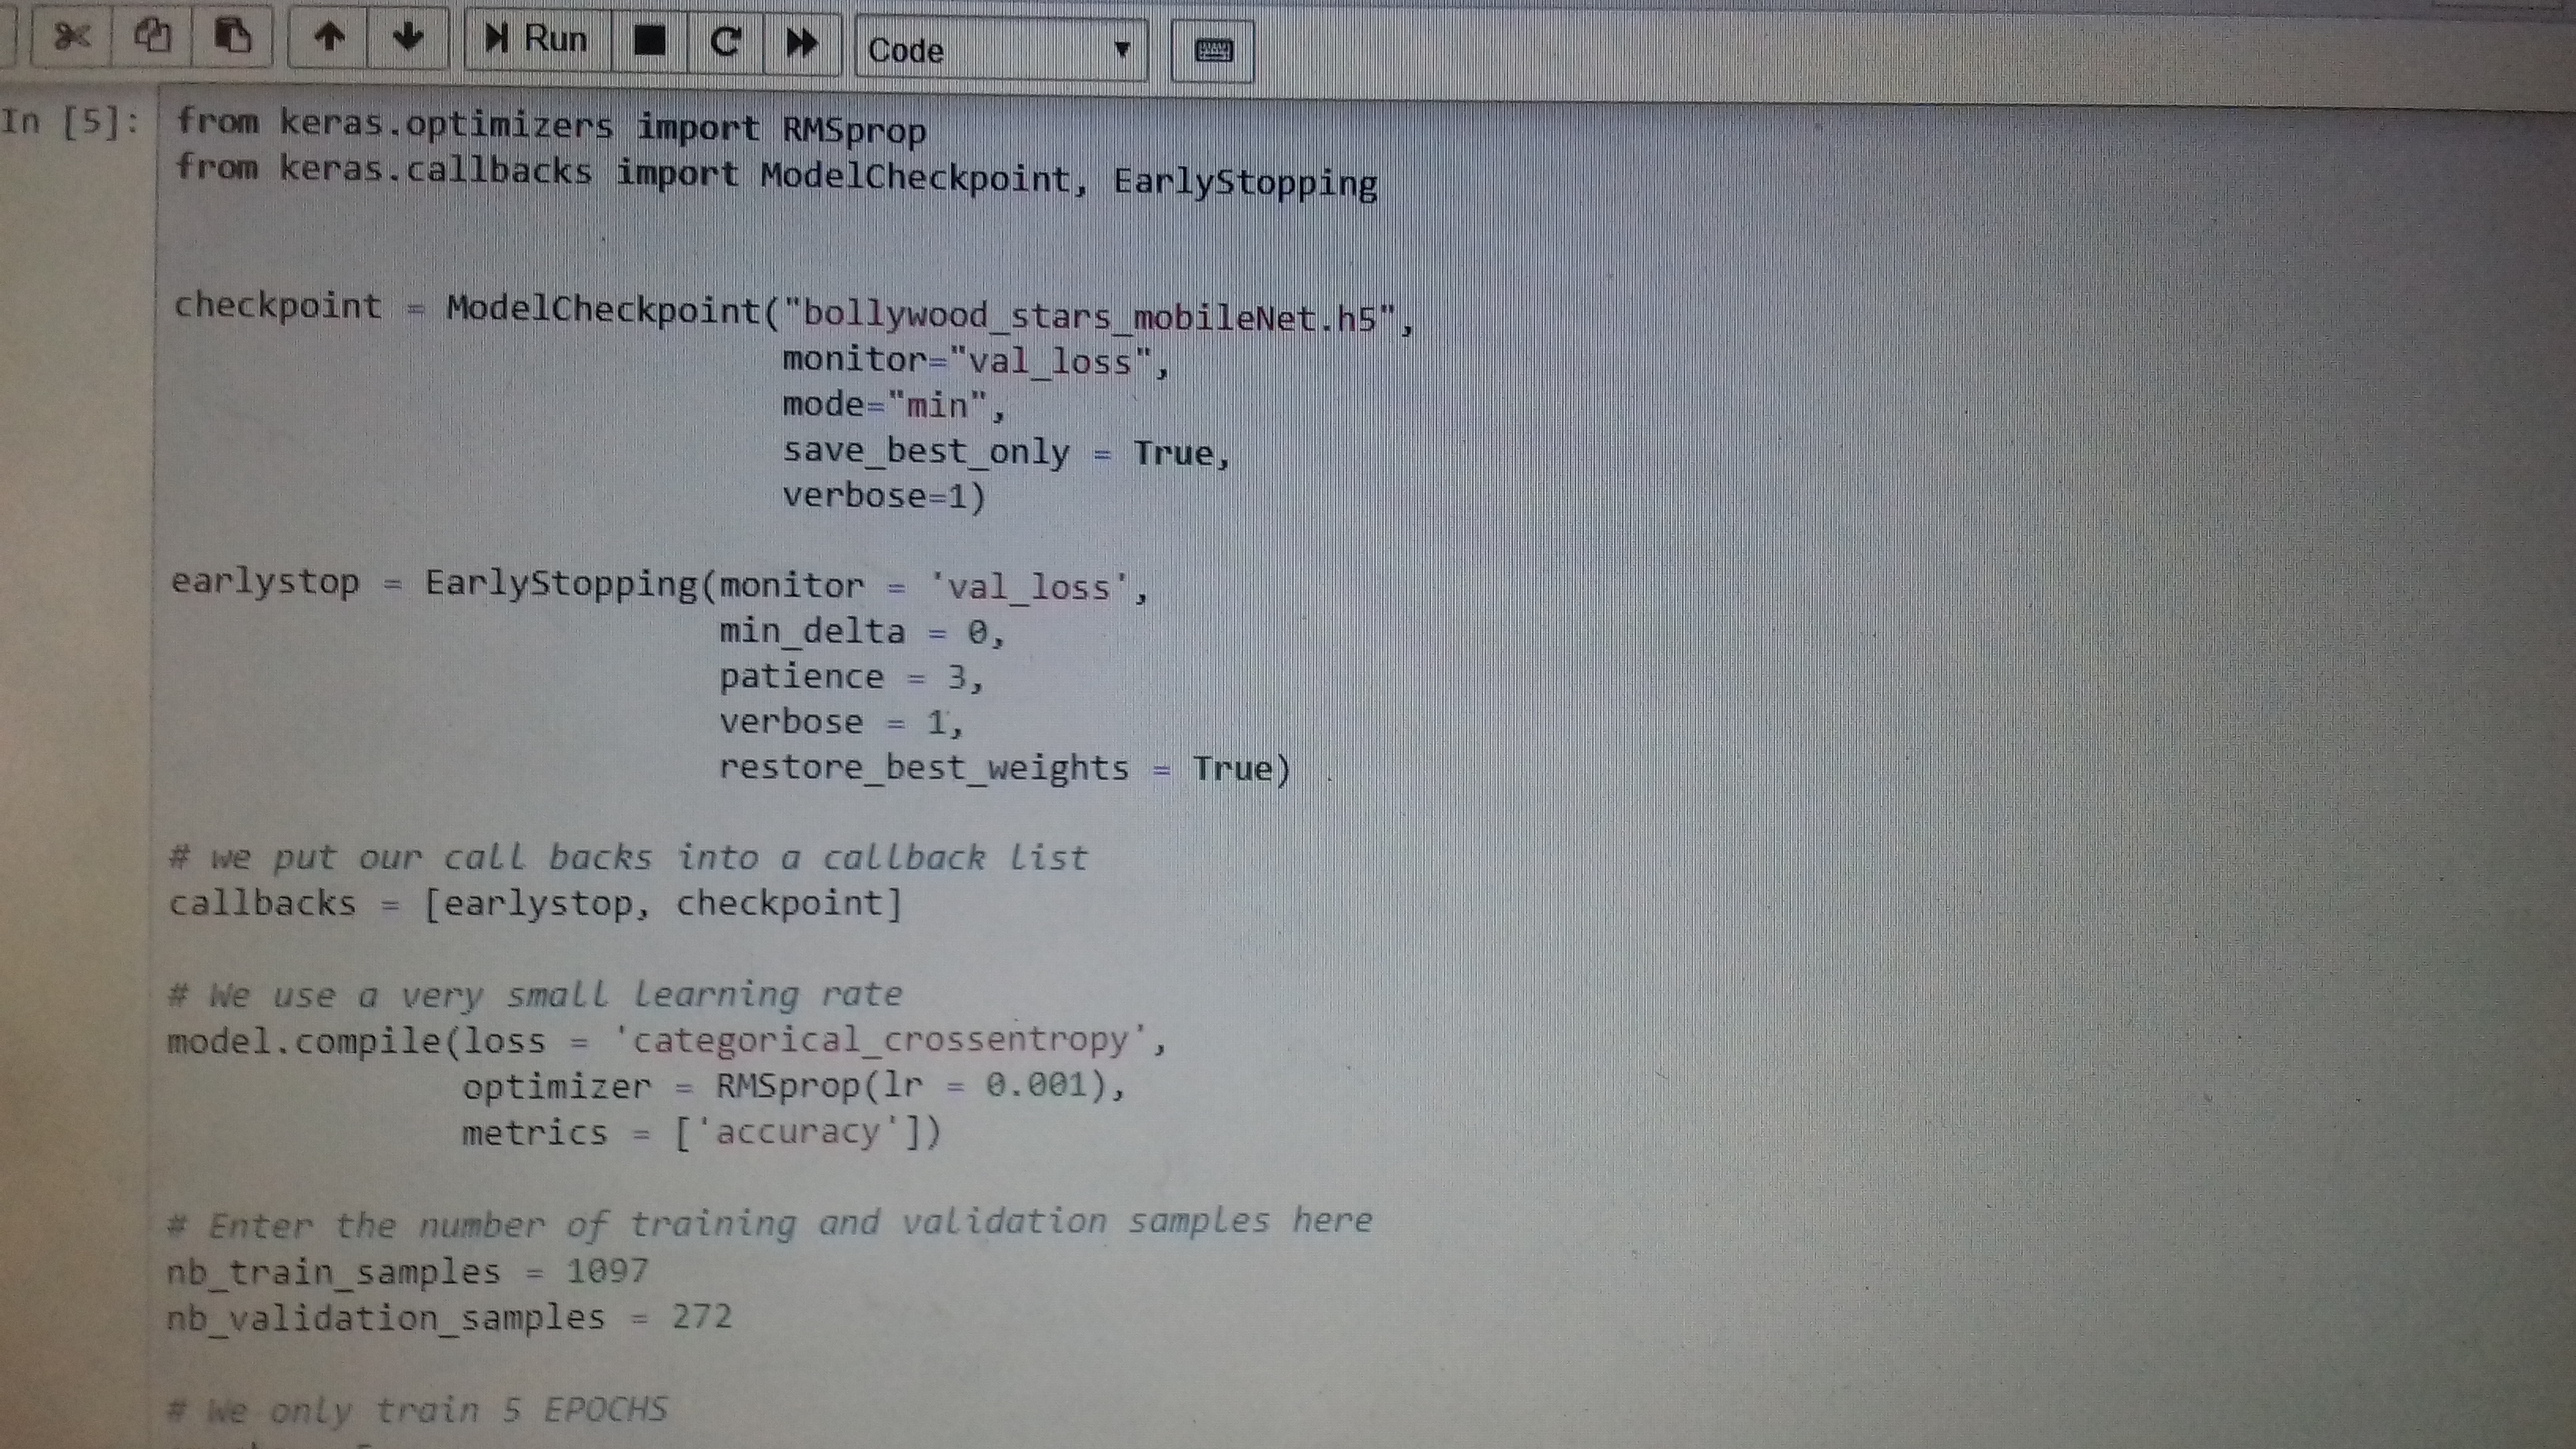 Run
Code
In [5]:
from keras.optimizers import RMSprop
from keras.callbacks import ModelCheckpoint, EarlyStopping
checkpoint = ModelCheckpoint("bollywood_stars_mobileNet.h5",
monitor="val_loss",
mode="min",
save_best_only = True,
verbose=1)
earlystop = EarlyStopping(monitor = 'val_loss',
min_delta = 0,
patience = 3,
verbose = 1,
restore_best_weights = True)
# we put our call backs into a callback list
callbacks = [earlystop, checkpoint]
# We use a very small learning rate
model.compile(loss = 'categorical_crossentropy',
optimizer = RMSprop(lr = 0.001),
metrics = ['accuracy'])
# Enter the number of training and validation samples here
nb_train_samples = 1097
nb_validation_samples = 272
# We only train 5 EPOCHS